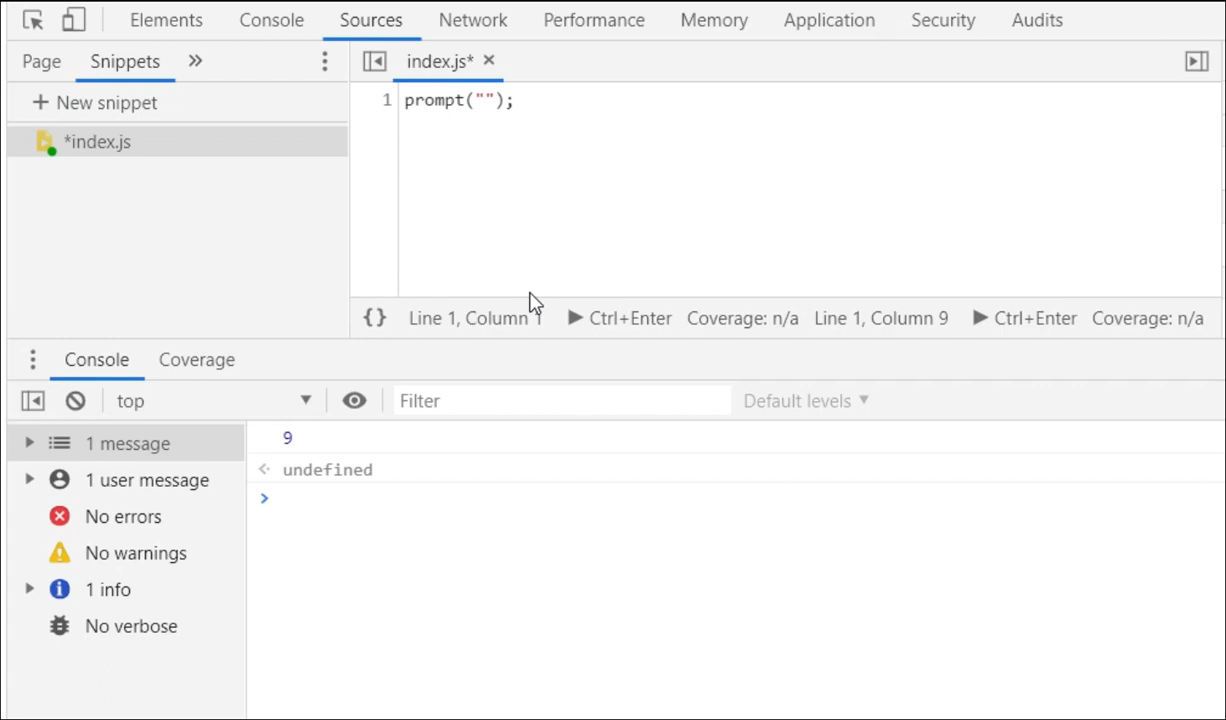 Elements Console Sources Network Performance Memory Application Security Audits
Page Snippets »
index.js* ×
+ New snippet
1 prompt("");
*index.js
{} Line 1, Column 1 ▶ Ctrl+Enter Coverage: n/a Line 1, Column 9 ▶ Ctrl+Enter Coverage: n/a
Console Coverage
top ▼ Filter Default levels ▼
1 message
9
1 user message
undefined
>
No errors
No warnings
1 info
No verbose